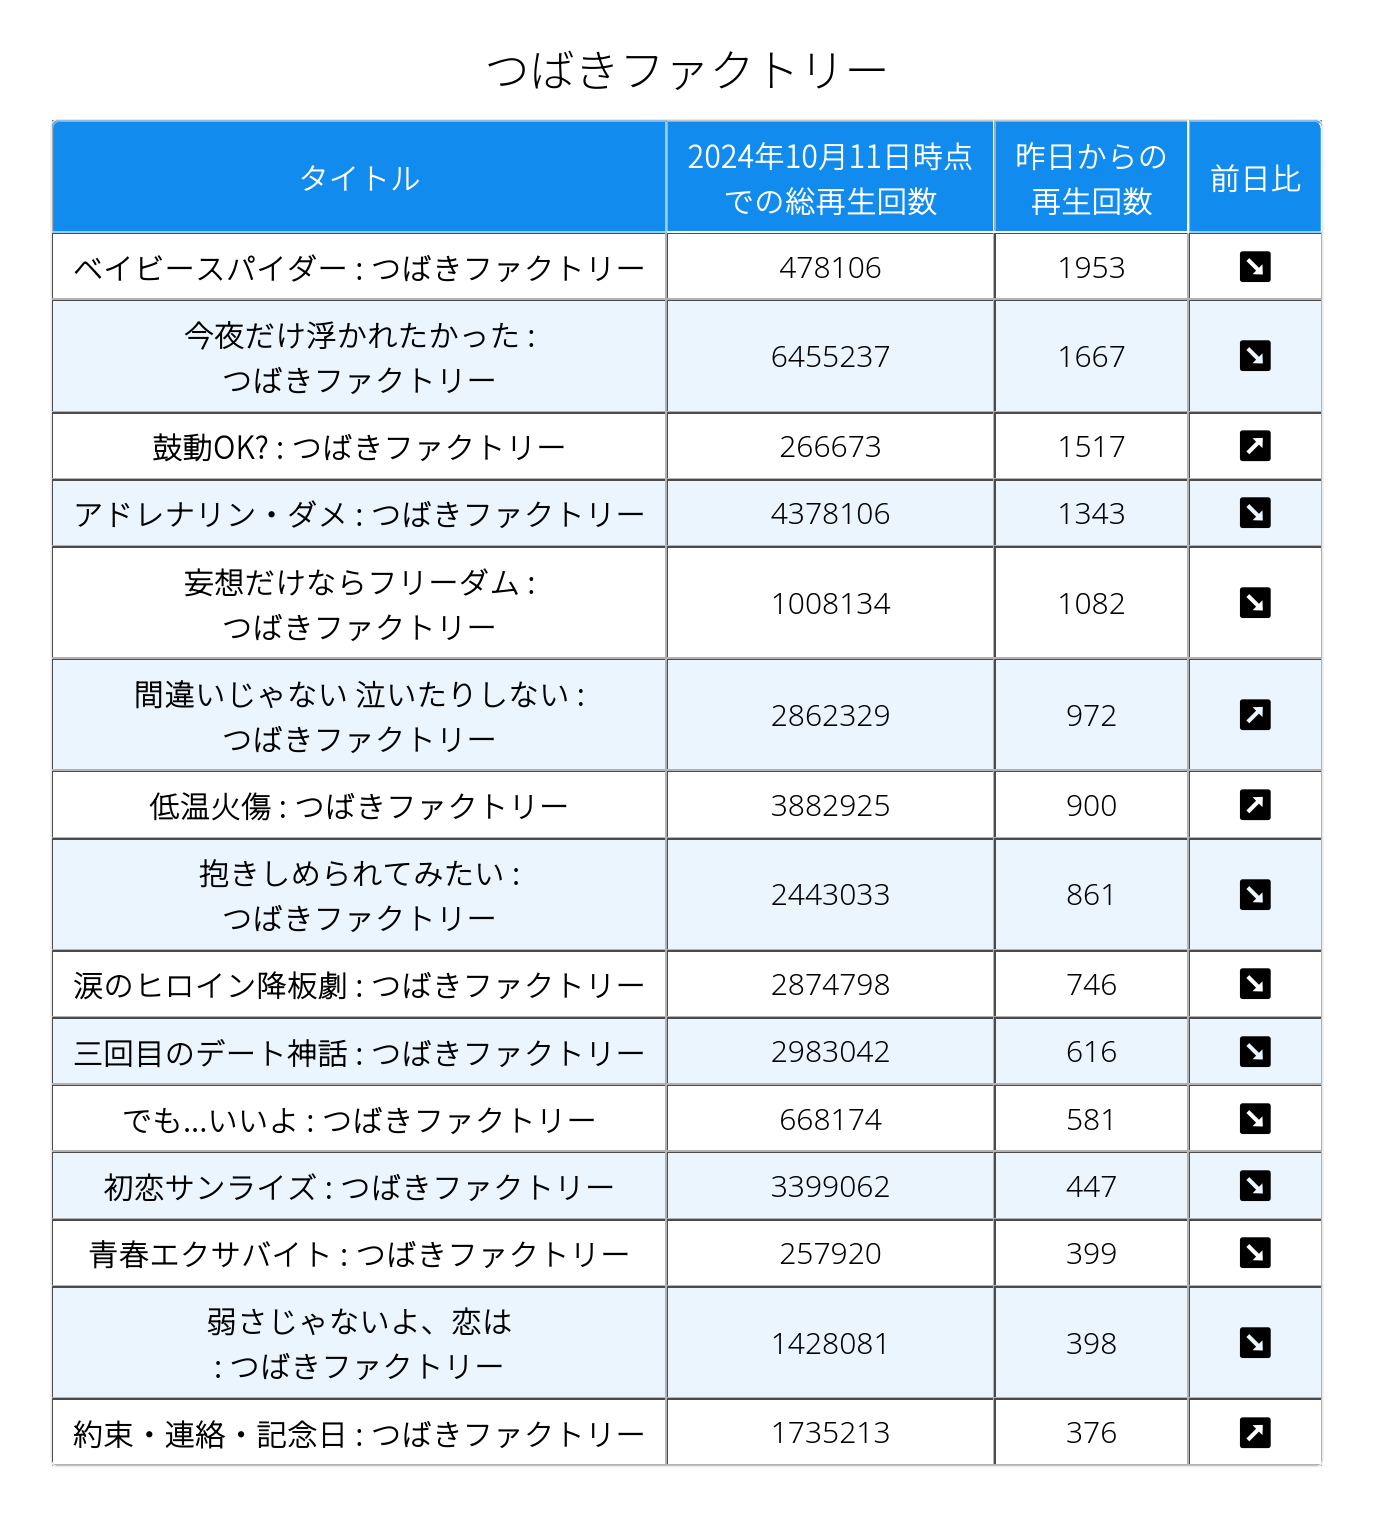 つばきファクトリー
タイトル
2024年10月11日時点
での総再生回数
昨日からの
再生回数
前日比
ベイビースパイダー : つばきファクトリー
478106
1953
↘
今夜だけ浮かれたかった :
つばきファクトリー
6455237
1667
↘
鼓動OK? : つばきファクトリー
266673
1517
↗
アドレナリン・ダメ : つばきファクトリー
4378106
1343
↘
妄想だけならフリーダム :
つばきファクトリー
1008134
1082
↘
間違いじゃない 泣いたりしない :
つばきファクトリー
2862329
972
↗
低温火傷 : つばきファクトリー
3882925
900
↗
抱きしめられてみたい :
つばきファクトリー
2443033
861
↘
涙のヒロイン降板劇 : つばきファクトリー
2874798
746
↘
三回目のデート神話 : つばきファクトリー
2983042
616
↘
でも...いいよ : つばきファクトリー
668174
581
↘
初恋サンライズ : つばきファクトリー
3399062
447
↘
青春エクサバイト : つばきファクトリー
257920
399
↘
弱さじゃないよ、恋は
: つばきファクトリー
1428081
398
↘
約束・連絡・記念日 : つばきファクトリー
1735213
376
↗